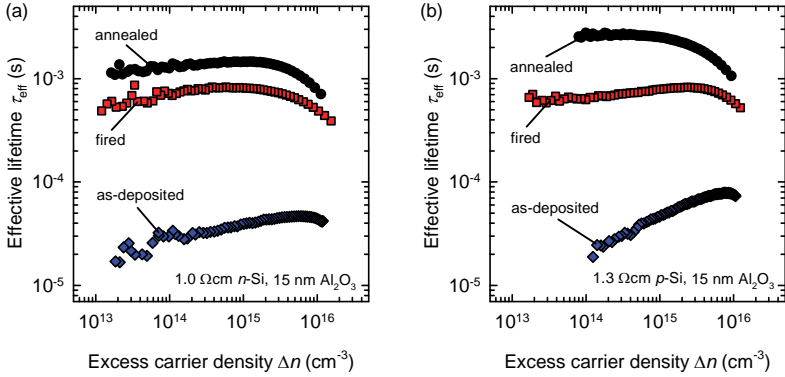 (a)
annealed
fired
as-deposited
1.0 Ωcm n-Si, 15 nm Al₂O₃
Effective lifetime τeff (s)
10⁻³
10⁻⁴
10⁻⁵
10¹³ 10¹⁴ 10¹⁵ 10¹⁶
Excess carrier density Δn (cm⁻³)
(b)
annealed
fired
as-deposited
1.3 Ωcm p-Si, 15 nm Al₂O₃
Effective lifetime τeff (s)
10⁻³
10⁻⁴
10⁻⁵
10¹³ 10¹⁴ 10¹⁵ 10¹⁶
Excess carrier density Δn (cm⁻³)